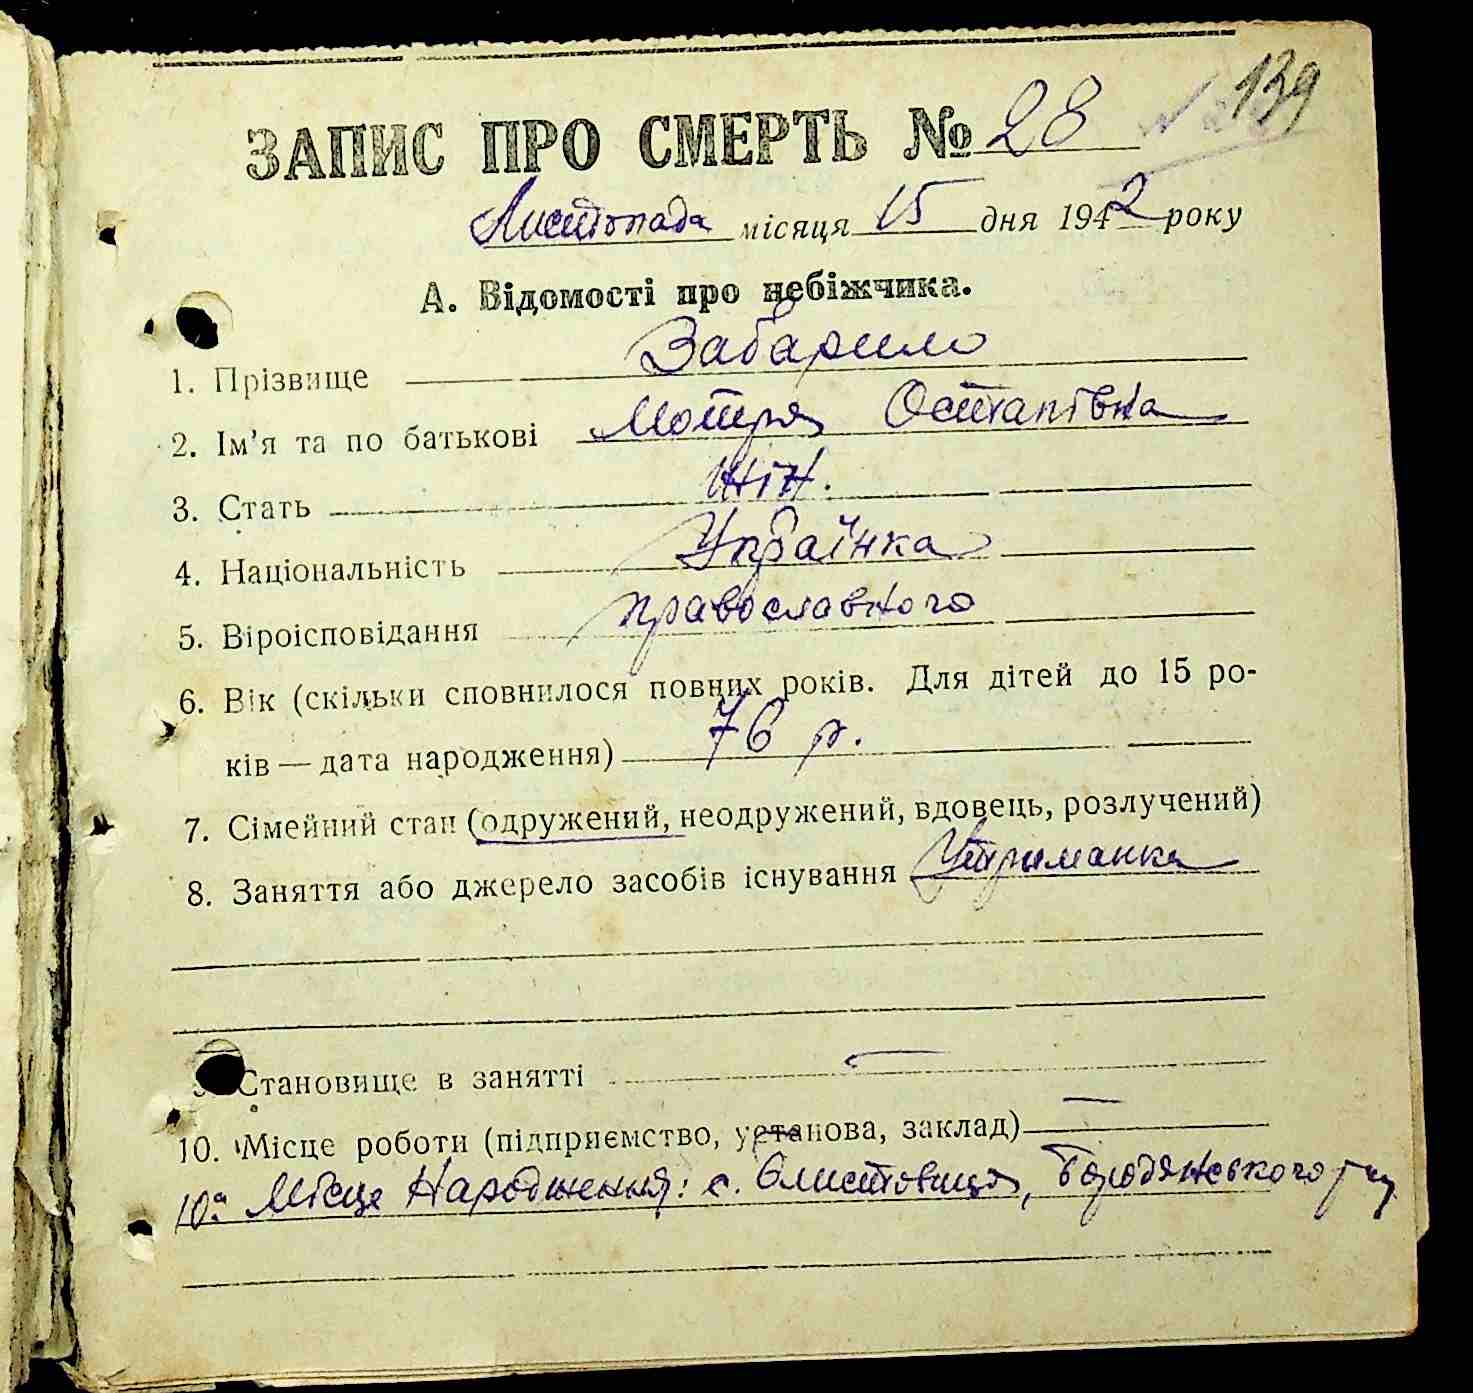 139
ЗАПИС ПРО СМЕРТЬ № 28
Листопада місяця 15 дня 1942 року
А. Відомості про небіжчика.
1. Прізвище Забарило
2. Ім'я та по батькові Мотря Остапівна
3. Стать жін.
4. Національність Українка
5. Віроісповідання православного
6. Вік (скільки сповнилося повних років. Для дітей до 15 ро-
ків — дата народження) 76 р.
7. Сімейний стан (одружений, неодружений, вдовець, розлучений)
8. Заняття або джерело засобів існування Утриманка
Становище в занятті —
10. Місце роботи (підприємство, установа, заклад) —
10а Місце Народження: с. Блиставиця, Бородянського р-ну